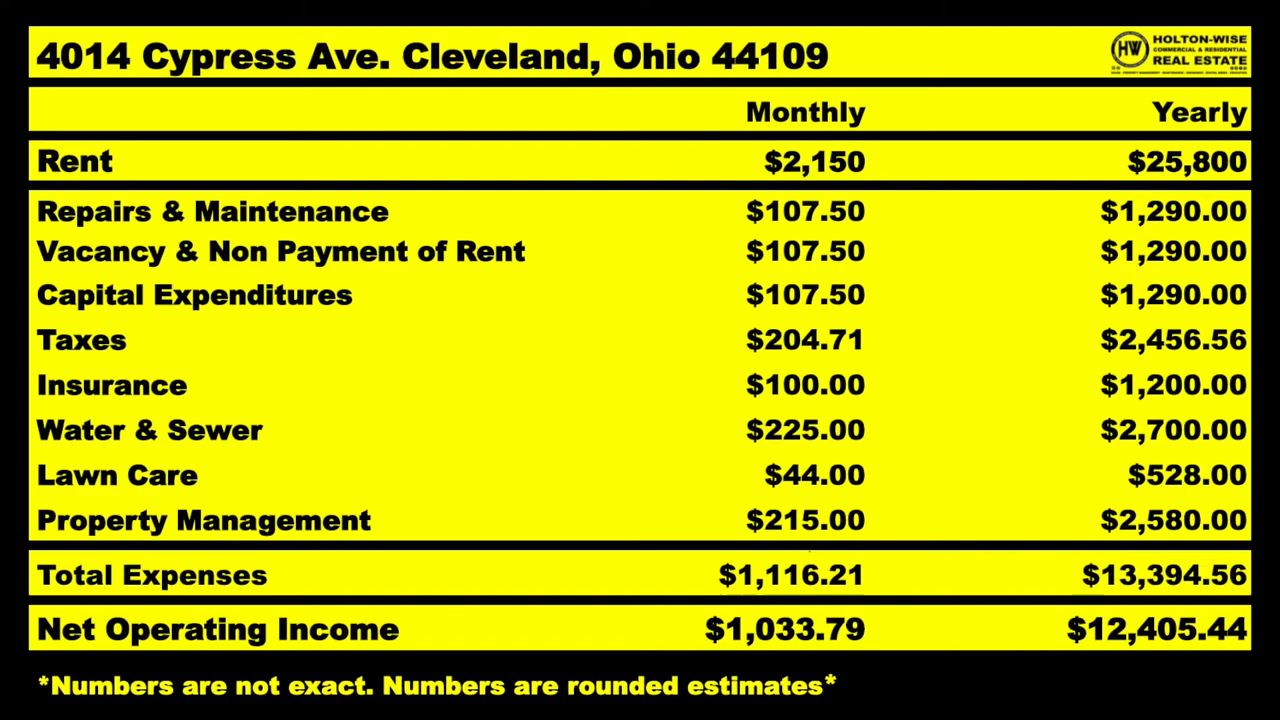 4014 Cypress Ave. Cleveland, Ohio 44109
HW
HOLTON-WISE
COMMERCIAL & RESIDENTIAL
REAL ESTATE
Monthly Yearly
Rent $2,150 $25,800
Repairs & Maintenance $107.50 $1,290.00
Vacancy & Non Payment of Rent $107.50 $1,290.00
Capital Expenditures $107.50 $1,290.00
Taxes $204.71 $2,456.56
Insurance $100.00 $1,200.00
Water & Sewer $225.00 $2,700.00
Lawn Care $44.00 $528.00
Property Management $215.00 $2,580.00
Total Expenses $1,116.21 $13,394.56
Net Operating Income $1,033.79 $12,405.44
*Numbers are not exact. Numbers are rounded estimates*